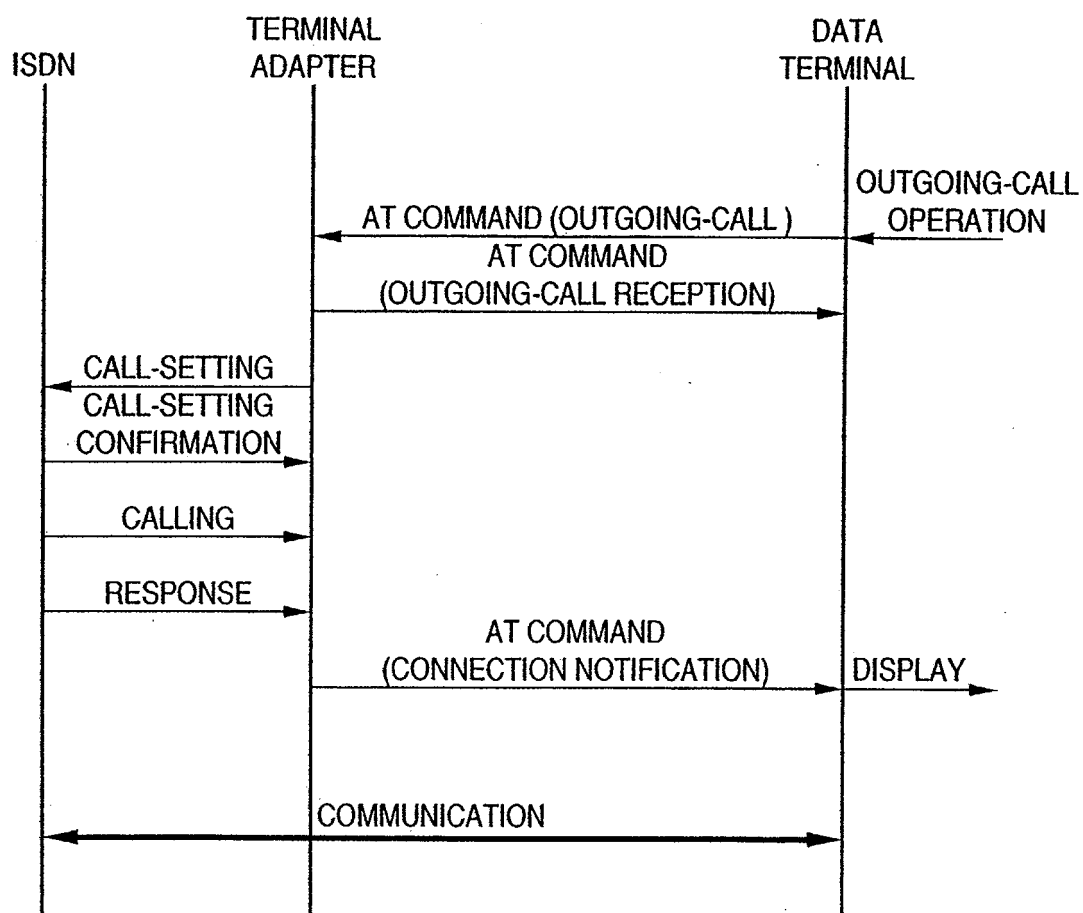 ISDN
TERMINAL
ADAPTER
DATA
TERMINAL
OUTGOING-CALL
OPERATION
AT COMMAND (OUTGOING-CALL )
AT COMMAND
(OUTGOING-CALL RECEPTION)
CALL-SETTING
CALL-SETTING
CONFIRMATION
CALLING
RESPONSE
AT COMMAND
(CONNECTION NOTIFICATION)
DISPLAY
COMMUNICATION